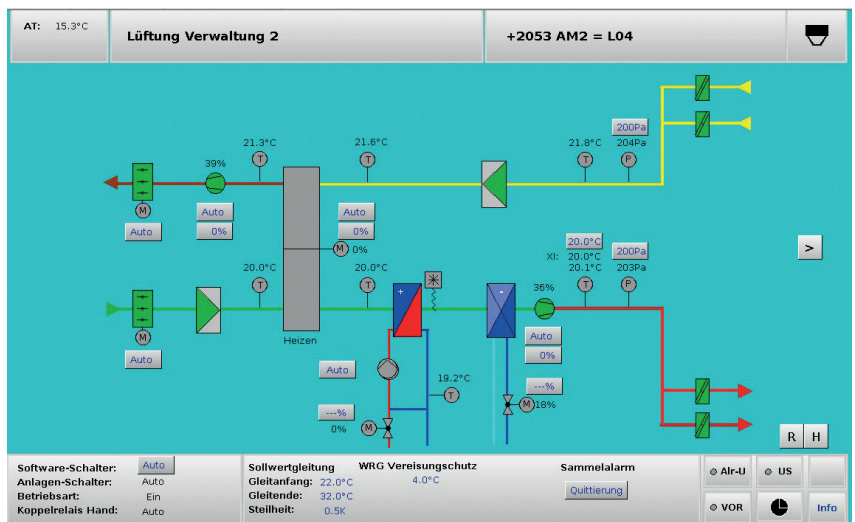 AT: 15.3°C
Lüftung Verwaltung 2
+2053 AM2 = L04
200Pa
21.3°C
21.6°C
21.8°C
204Pa
39%
T
T
T
P
M
Auto
Auto
0%
Auto
0%
M 0%
>
20.0°C
200Pa
XI: 20.0°C
20.0°C
20.0°C
20.1°C
203Pa
T
T
36%
T
P
+
-
M
Auto
Heizen
Auto
0%
Auto
19.2°C
T
---%
---%
M 18%
0%
M
R H
Software-Schalter: Auto
Anlagen-Schalter: Auto
Betriebsart: Ein
Koppelrelais Hand: Auto
Sollwertgleitung
Gleitanfang: 22.0°C
Gleitende: 32.0°C
Steilheit: 0.5K
WRG Vereisungschutz
4.0°C
Sammelalarm
Quittierung
Alr-U
US
VOR
Info